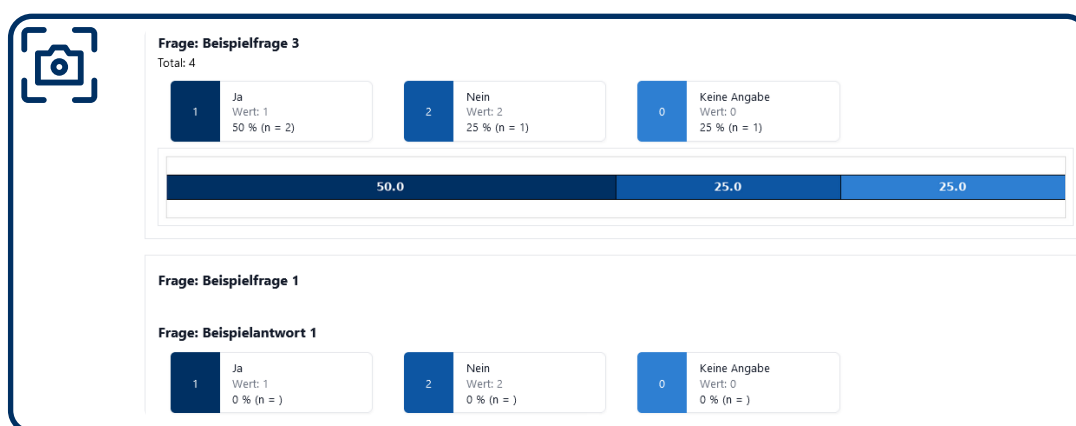 Frage: Beispielfrage 3
Total: 4
1
Ja
Wert: 1
50 % (n = 2)
2
Nein
Wert: 2
25 % (n = 1)
0
Keine Angabe
Wert: 0
25 % (n = 1)
50.0 25.0 25.0
Frage: Beispielfrage 1
Frage: Beispielantwort 1
1
Ja
Wert: 1
0 % (n = )
2
Nein
Wert: 2
0 % (n = )
0
Keine Angabe
Wert: 0
0 % (n = )